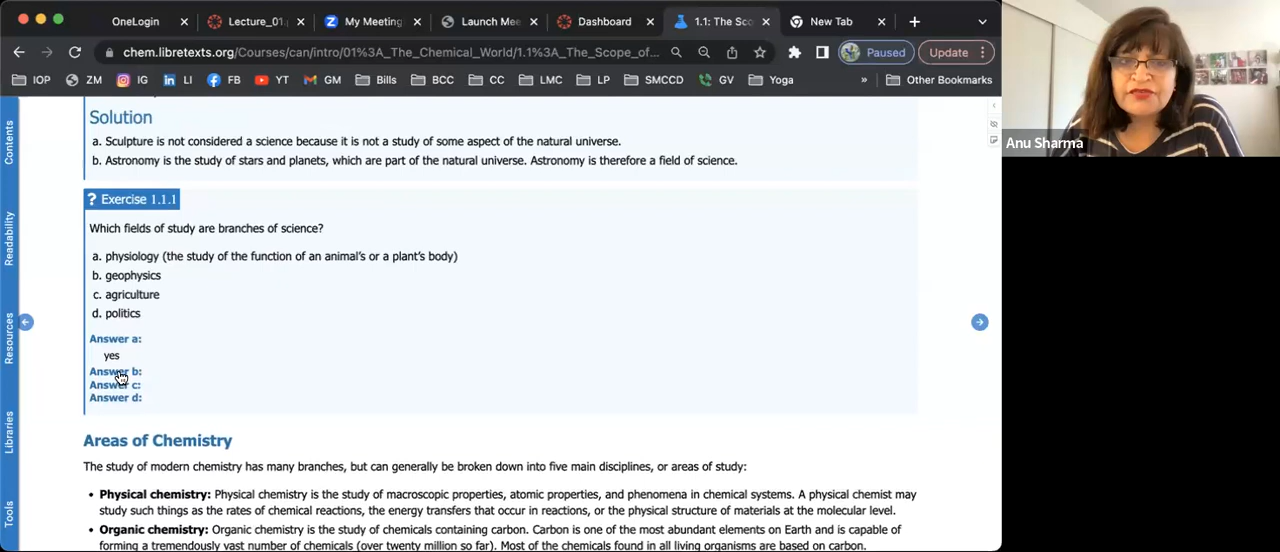 OneLogin
Lecture_01.
My Meeting
Launch Mee
Dashboard
1.1: The Sco
New Tab
chem.libretexts.org/Courses/can/intro/01%3A_The_Chemical_World/1.1%3A_The_Scope_of...
Paused
Update
IOP
ZM
IG
LI
FB
YT
GM
Bills
BCC
CC
LMC
LP
SMCCD
GV
Yoga
»
Other Bookmarks
Contents
Readability
Resources
Libraries
Tools
Solution
a. Sculpture is not considered a science because it is not a study of some aspect of the natural universe.
b. Astronomy is the study of stars and planets, which are part of the natural universe. Astronomy is therefore a field of science.
? Exercise 1.1.1
Which fields of study are branches of science?
a. physiology (the study of the function of an animal's or a plant's body)
b. geophysics
c. agriculture
d. politics
Answer a:
yes
Answer b:
Answer c:
Answer d:
Areas of Chemistry
The study of modern chemistry has many branches, but can generally be broken down into five main disciplines, or areas of study:
• Physical chemistry: Physical chemistry is the study of macroscopic properties, atomic properties, and phenomena in chemical systems. A physical chemist may
study such things as the rates of chemical reactions, the energy transfers that occur in reactions, or the physical structure of materials at the molecular level.
• Organic chemistry: Organic chemistry is the study of chemicals containing carbon. Carbon is one of the most abundant elements on Earth and is capable of
forming a tremendously vast number of chemicals (over twenty million so far). Most of the chemicals found in all living organisms are based on carbon.
Anu Sharma